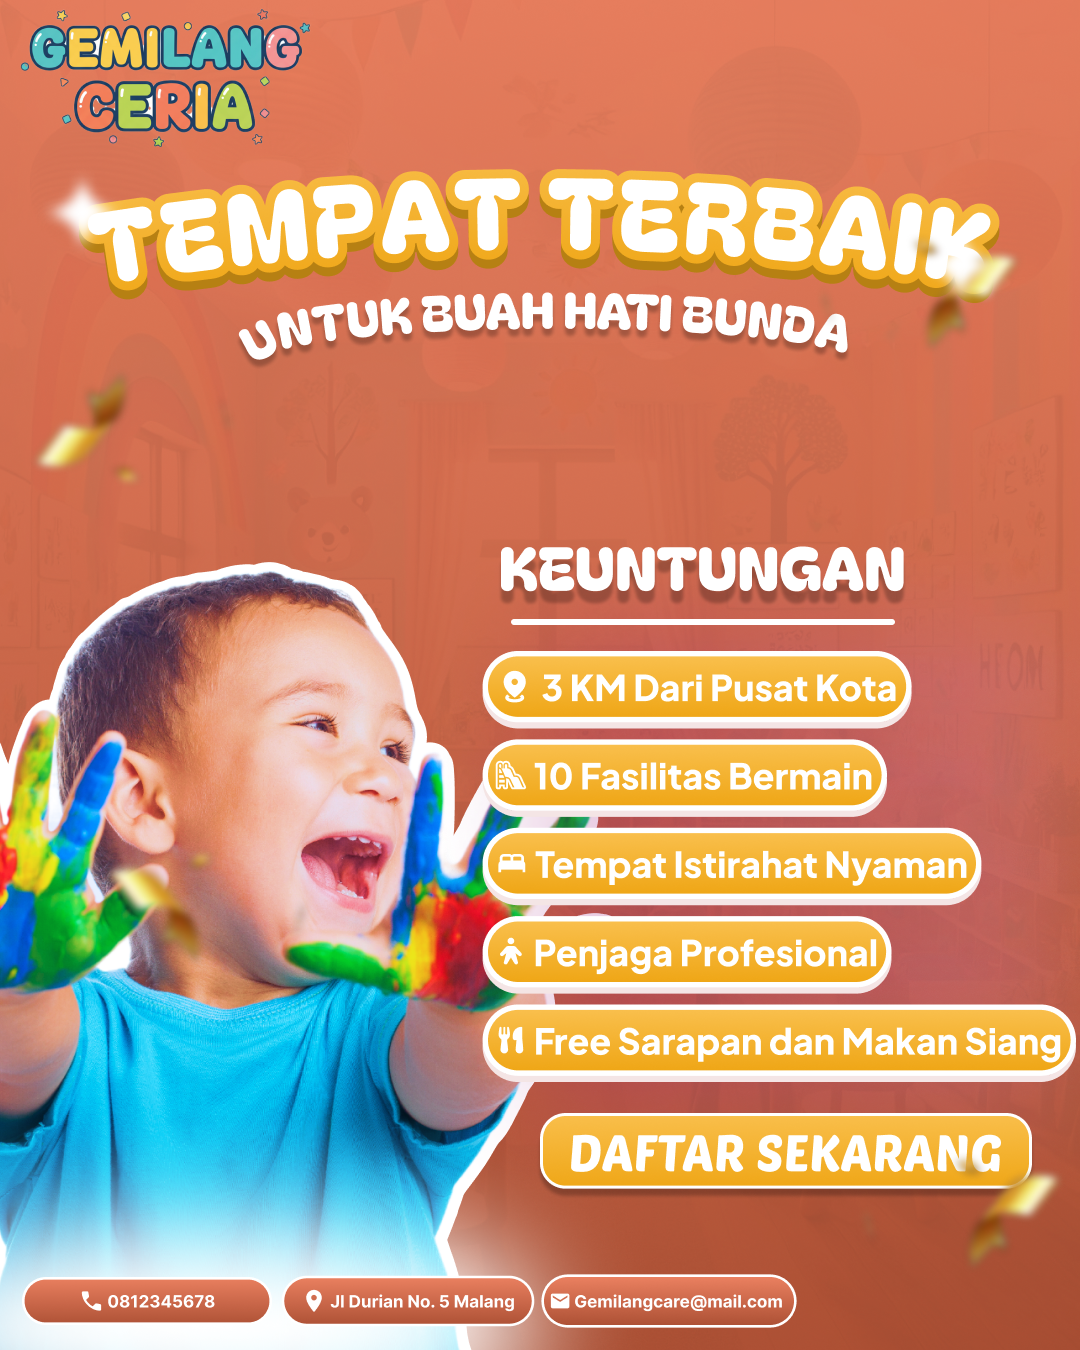 GEMILANG
CERIA
TEMPAT TERBAIK
UNTUK BUAH HATI BUNDA
KEUNTUNGAN
3 KM Dari Pusat Kota
10 Fasilitas Bermain
Tempat Istirahat Nyaman
Penjaga Profesional
Free Sarapan dan Makan Siang
DAFTAR SEKARANG
0812345678
Jl Durian No. 5 Malang
Gemilangcare@mail.com